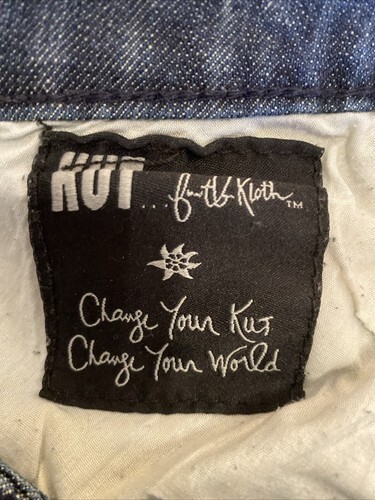 KUT... from the Kloth™
Change Your Kut
Change Your World